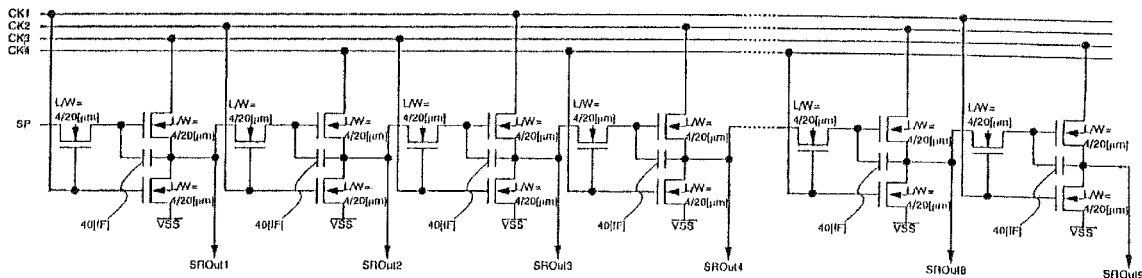 CK1
CK2
CK3
CK4
L/W=
4/20[μm]
L/W=
4/20[μm]
L/W=
4/20[μm]
L/W=
4/20[μm]
L/W=
4/20[μm]
L/W=
4/20[μm]
SP
4/20[μm]
4/20[μm]
4/20[μm]
4/20[μm]
4/20[μm]
4/20[μm]
L/W=
4/20[μm]
L/W=
4/20[μm]
L/W=
4/20[μm]
L/W=
4/20[μm]
L/W=
4/20[μm]
L/W=
4/20[μm]
40[fF]
VSS
40[fF]
VSS
40[fF]
VSS
40[fF]
VSS
40[fF]
VSS
40[fF]
VSS
SROut1
SROut2
SROut3
SROut4
SROut8
SROut9